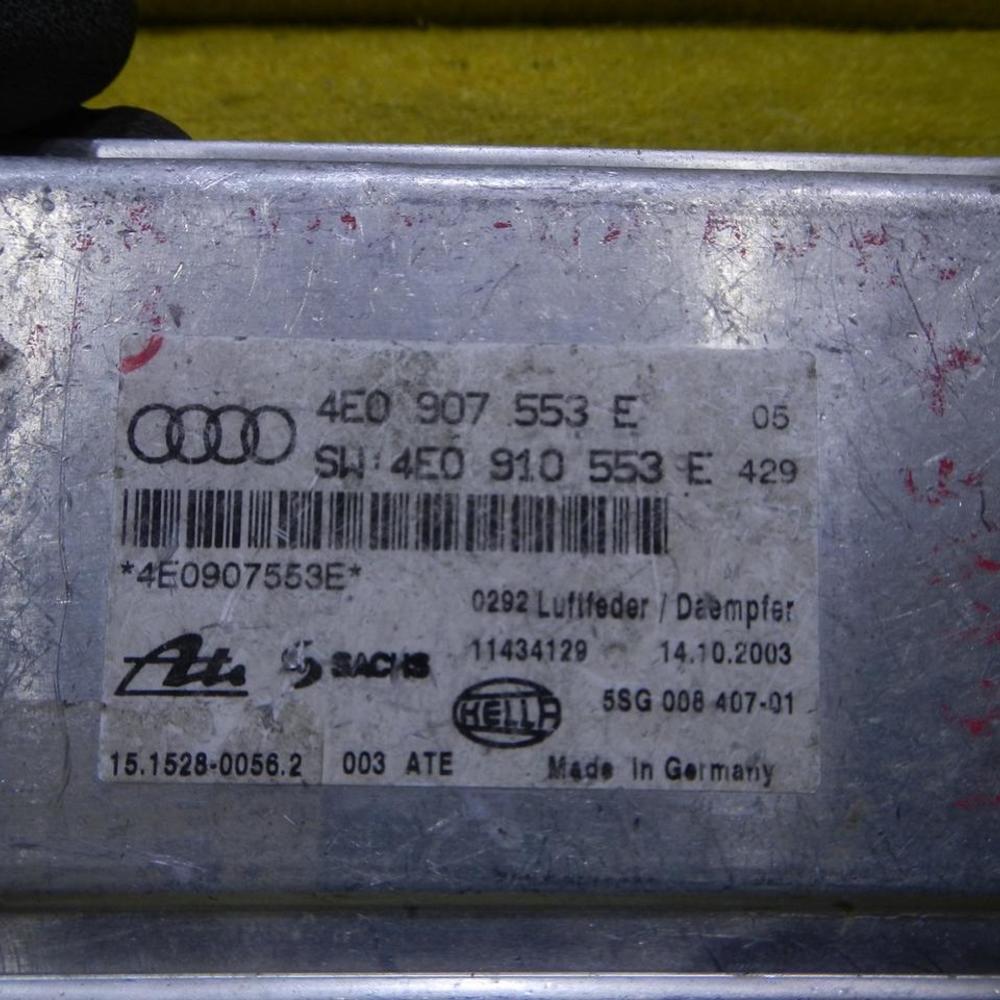 4E0 907 553 E 05
SW: 4E0 910 553 E 429
*4E0907553E*
0292 Luftfeder / Daempfer
Ate SACHS 11434129 14.10.2003
HELLA 5SG 008 407-01
15.1528-0056.2 003 ATE Made in Germany